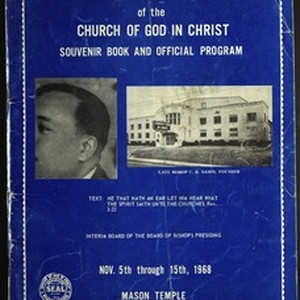 of the
CHURCH OF GOD IN CHRIST
SOUVENIR BOOK AND OFFICIAL PROGRAM
LATE BISHOP C. H. MASON, FOUNDER
TEXT: HE THAT HATH AN EAR LET HIM HEAR WHAT
THE SPIRIT SAITH UNTO THE CHURCHES. Rev.
3:22
INTERIM BOARD OF THE BOARD OF BISHOPS PRESIDING
NOV. 5th through 15th, 1968
SEAL
MASON TEMPLE